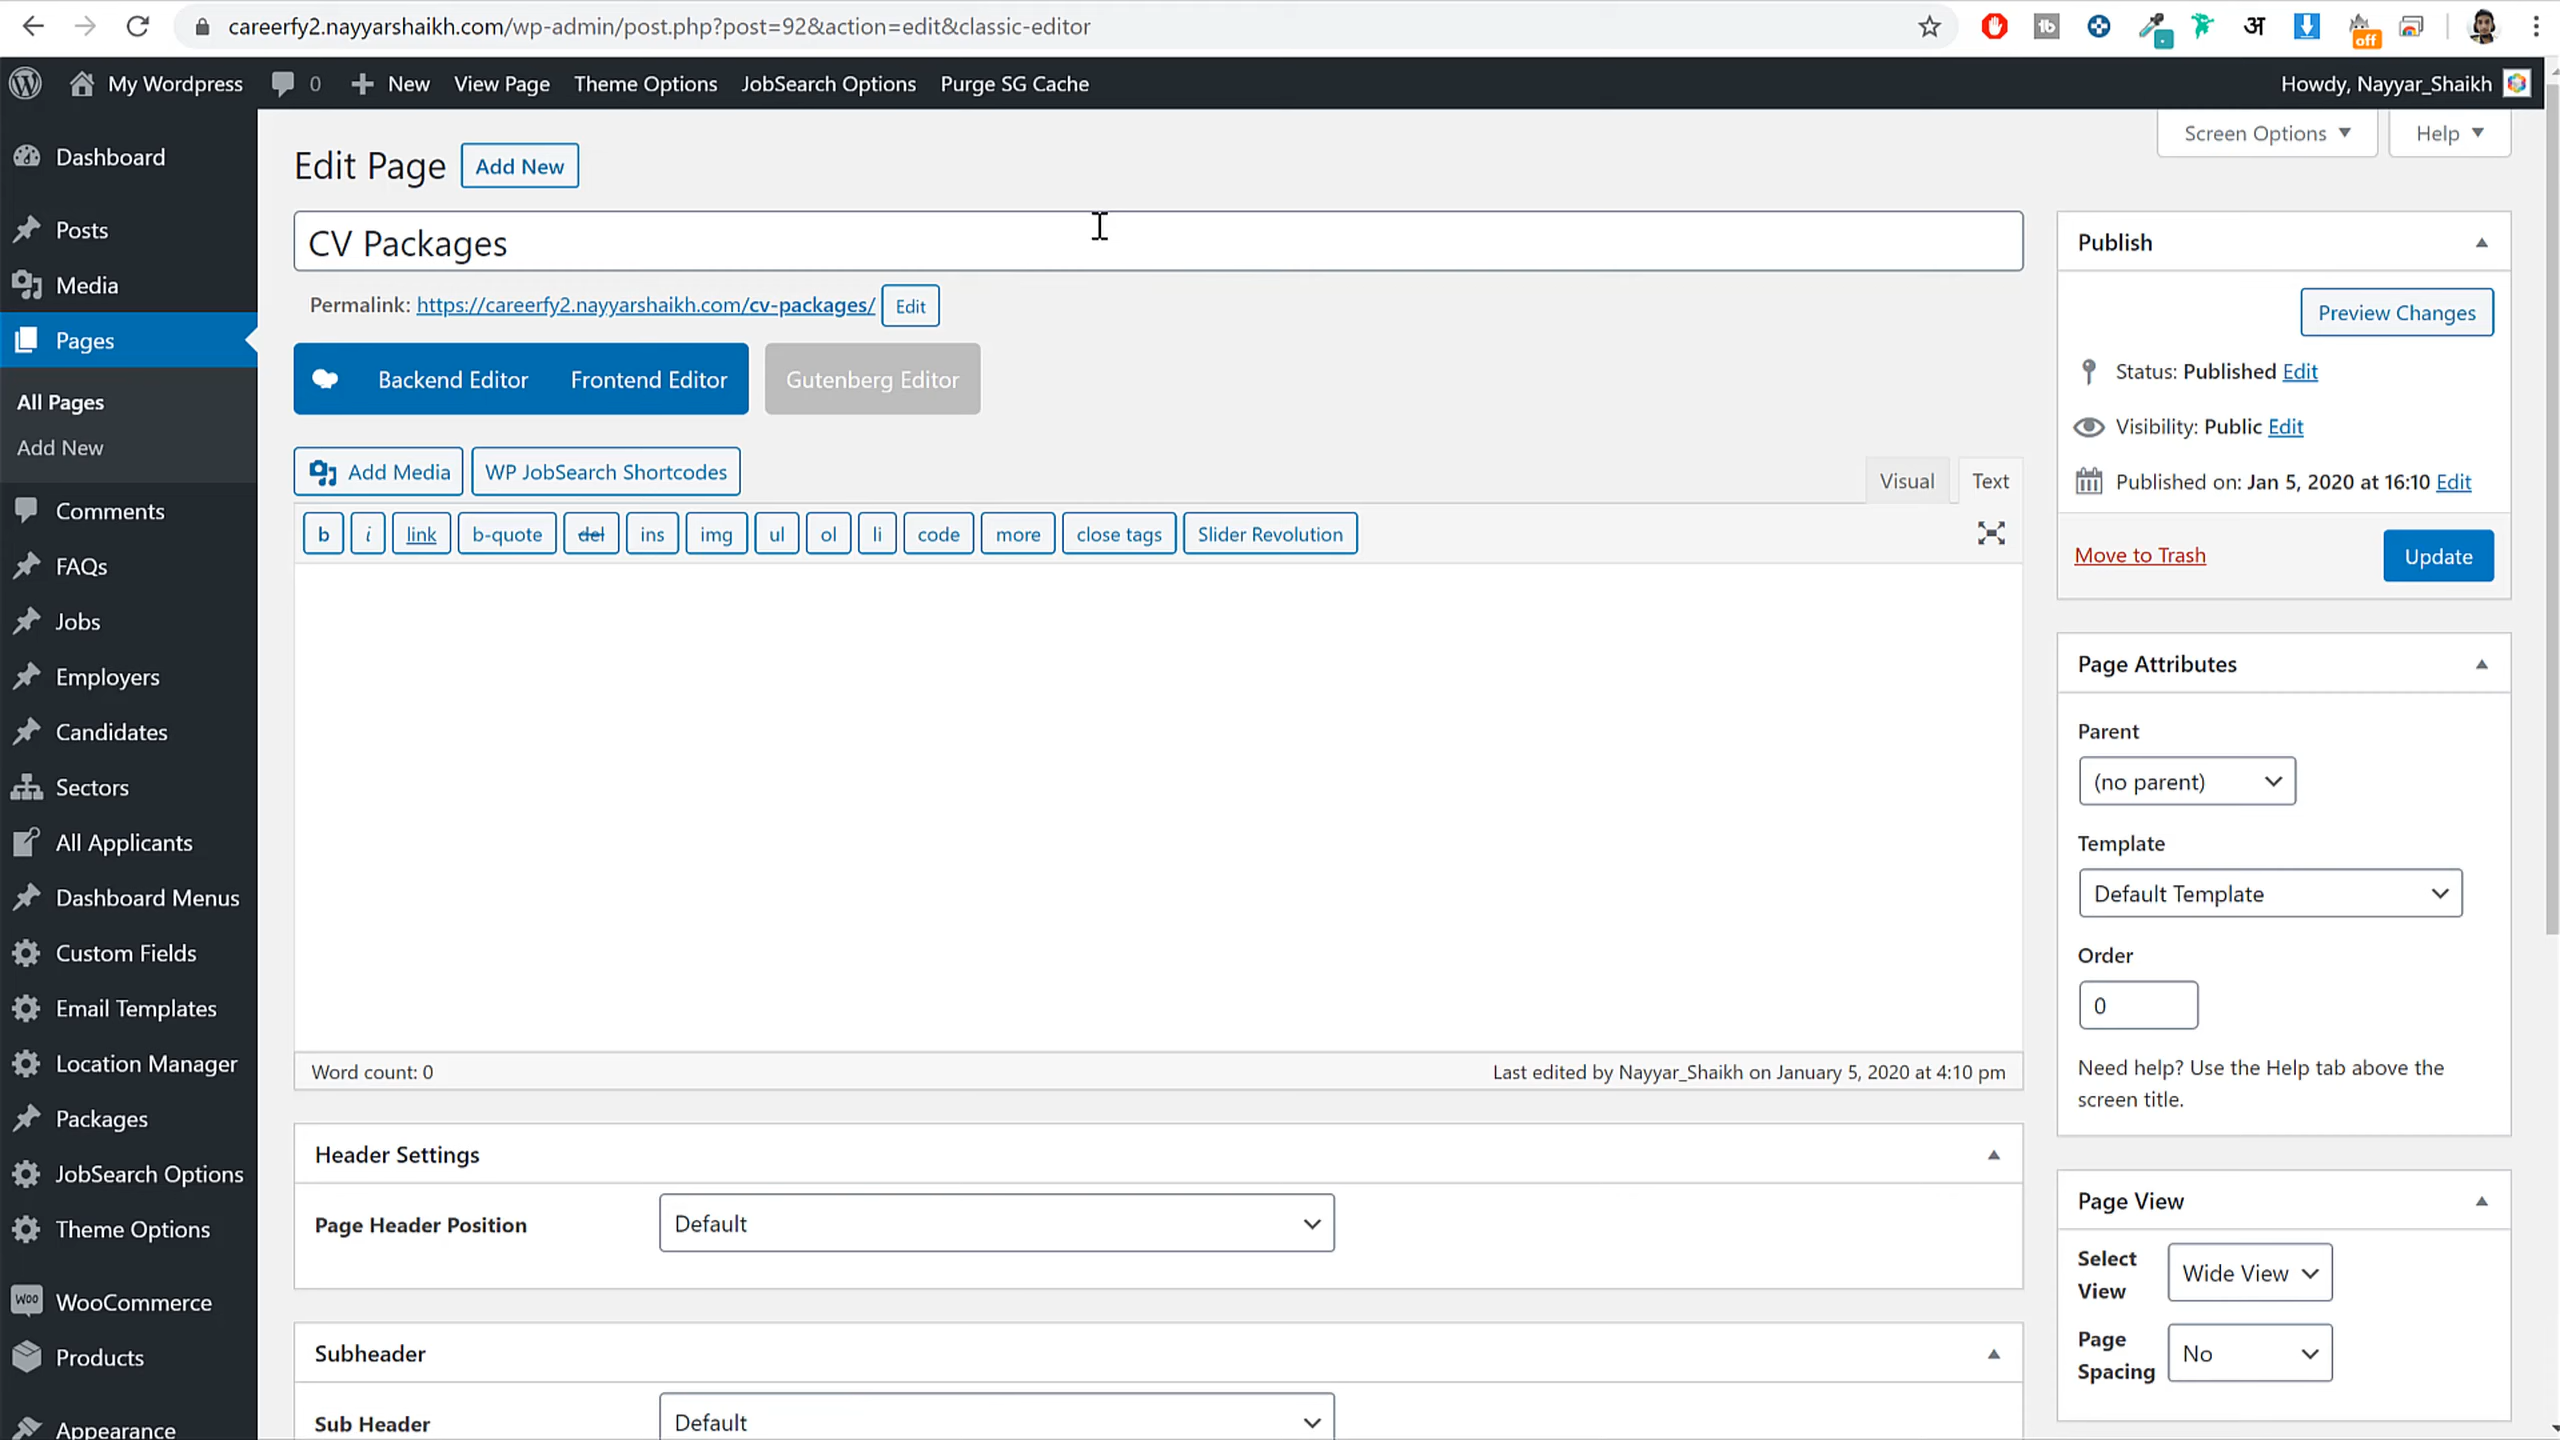 careerfy2.nayyarshaikh.com/wp-admin/post.php?post=92&action=edit&classic-editor
tb
अ
off
My Wordpress
0
New
View Page
Theme Options
JobSearch Options
Purge SG Cache
Howdy, Nayyar_Shaikh
Dashboard
Posts
Media
Pages
All Pages
Add New
Comments
FAQs
Jobs
Employers
Candidates
Sectors
All Applicants
Dashboard Menus
Custom Fields
Email Templates
Location Manager
Packages
JobSearch Options
Theme Options
WOO
WooCommerce
Products
Appearance
Screen Options
Help
Edit Page
Add New
CV Packages
Permalink: https://careerfy2.nayyarshaikh.com/cv-packages/ Edit
Backend Editor
Frontend Editor
Gutenberg Editor
Add Media
WP JobSearch Shortcodes
Visual
Text
b
i
link
b-quote
del
ins
img
ul
ol
li
code
more
close tags
Slider Revolution
Word count: 0
Last edited by Nayyar_Shaikh on January 5, 2020 at 4:10 pm
Header Settings
Page Header Position
Default
Subheader
Sub Header
Default
Publish
Preview Changes
Status: Published Edit
Visibility: Public Edit
Published on: Jan 5, 2020 at 16:10 Edit
Move to Trash
Update
Page Attributes
Parent
(no parent)
Template
Default Template
Order
0
Need help? Use the Help tab above the
screen title.
Page View
Select
View
Wide View
Page
Spacing
No